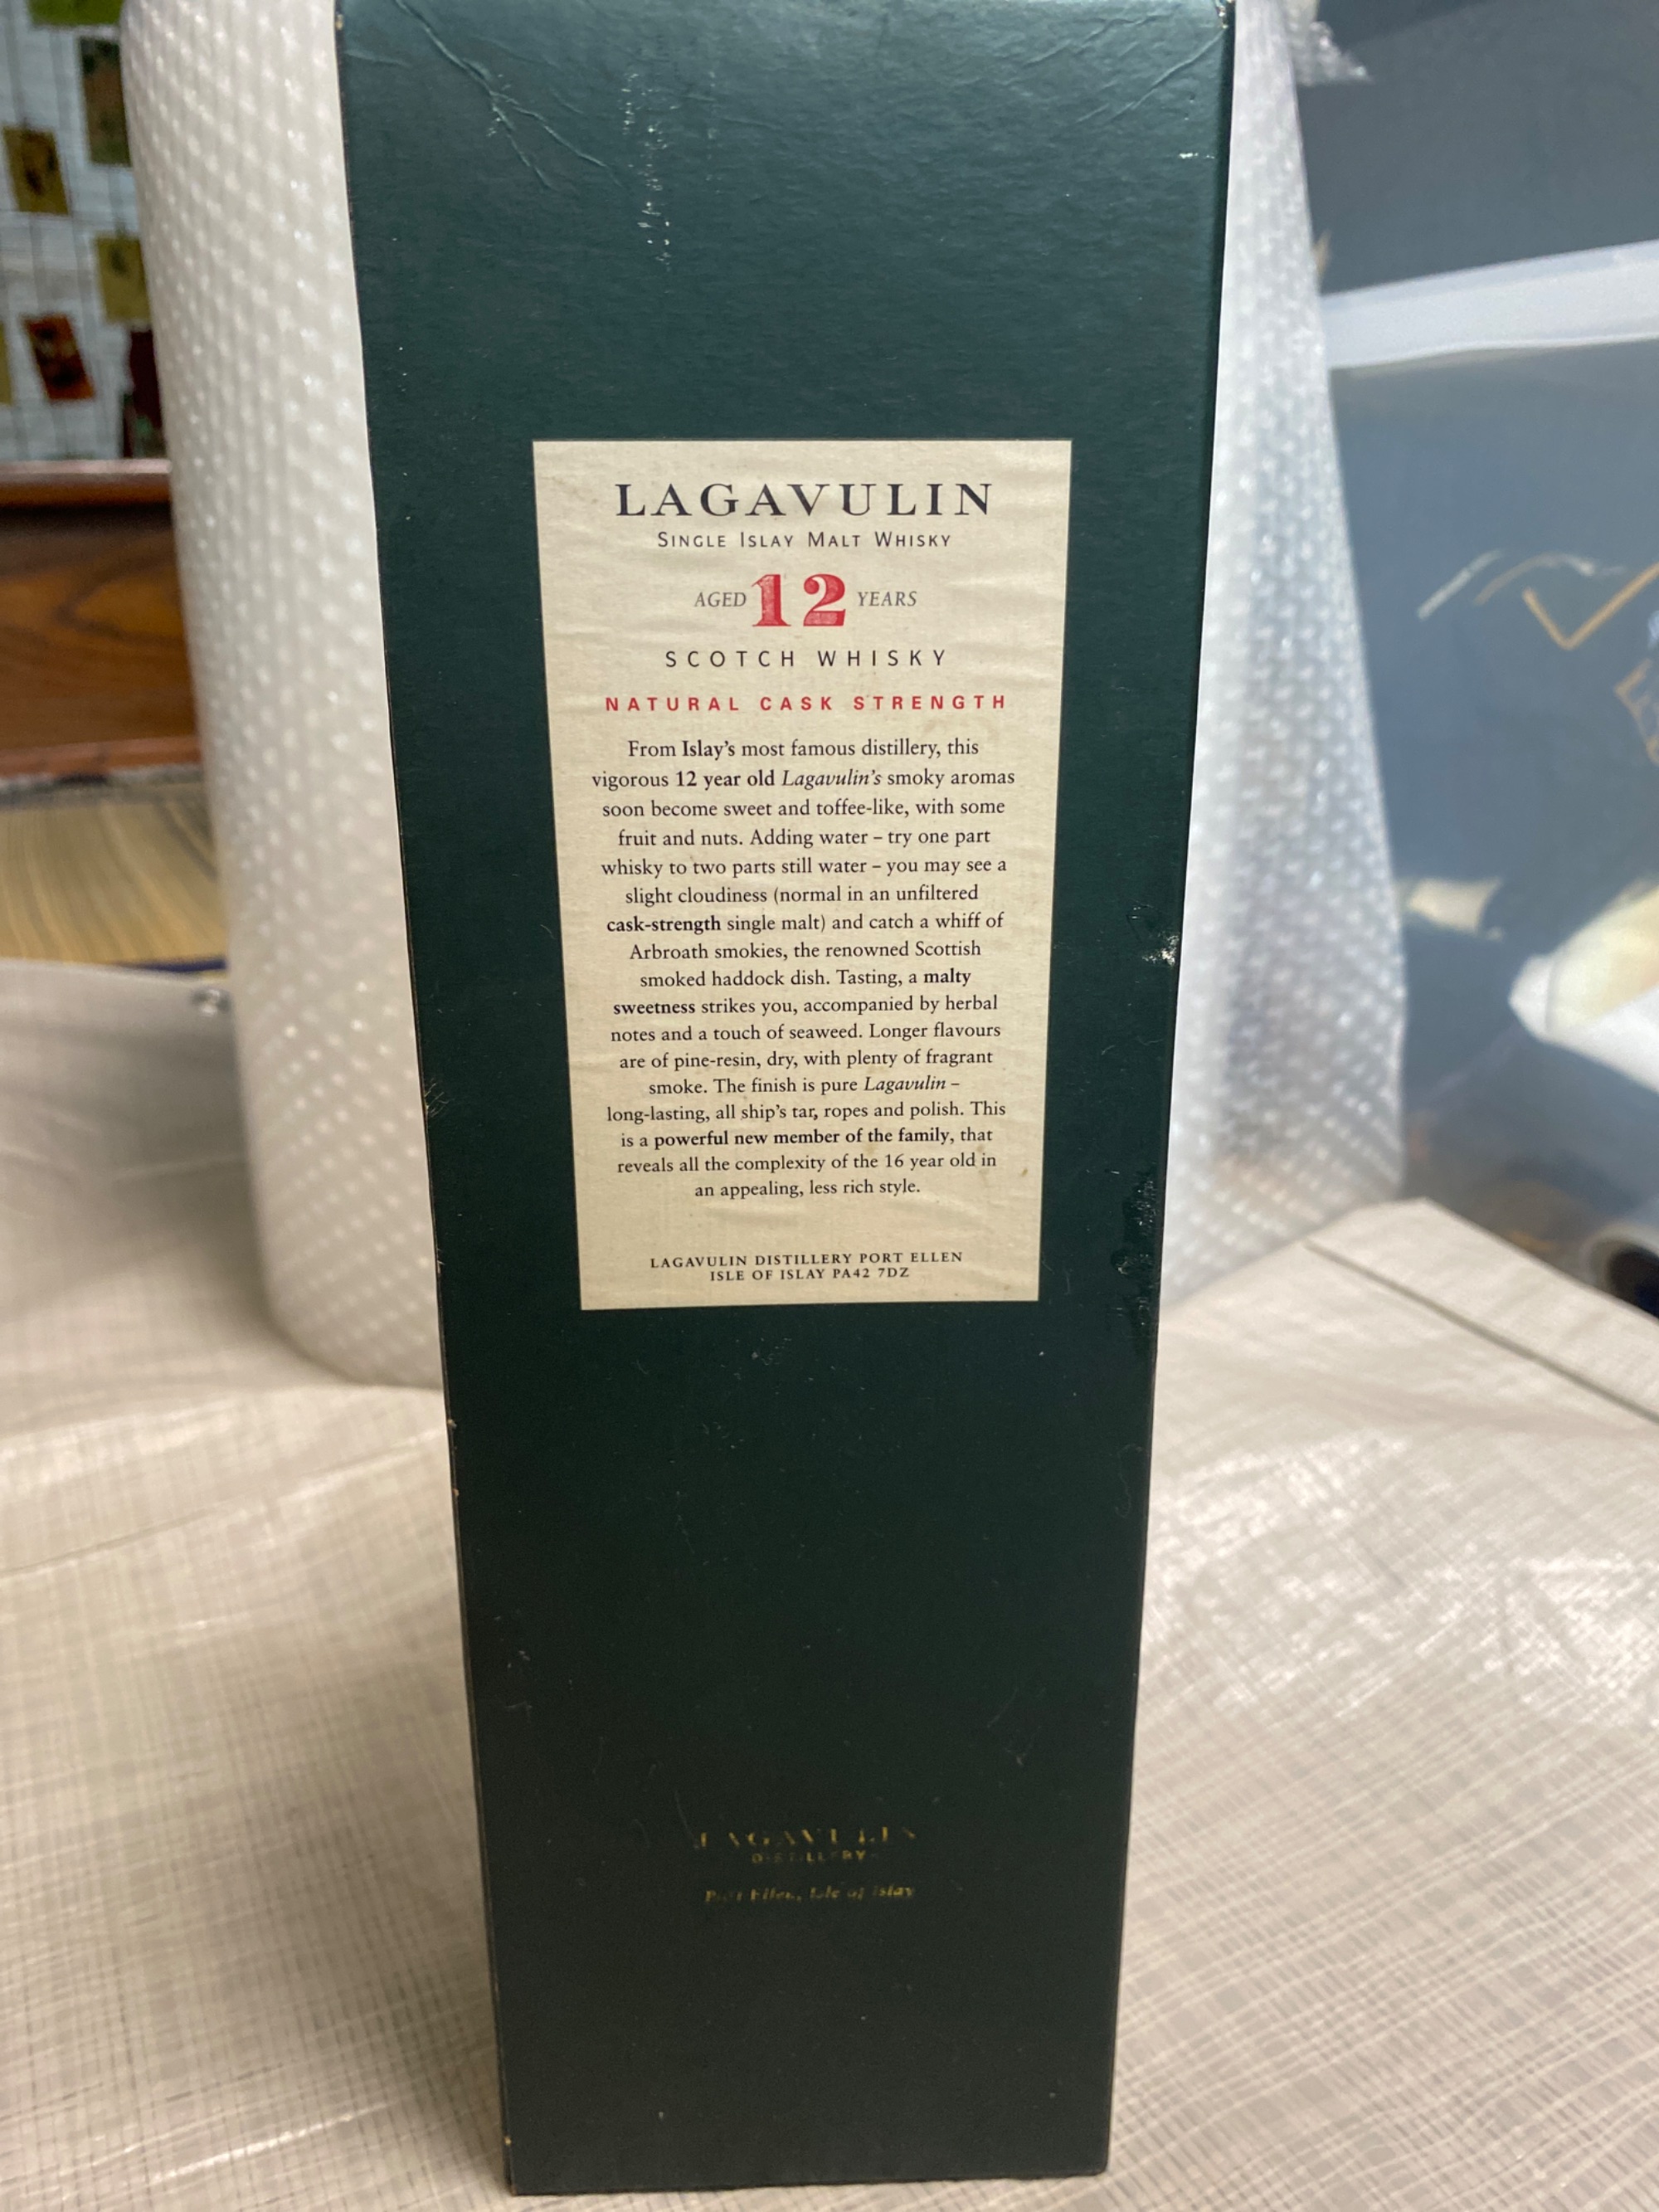 LAGAVULIN
SINGLE ISLAY MALT WHISKY
AGED 12 YEARS
SCOTCH WHISKY
NATURAL CASK STRENGTH
From Islay's most famous distillery, this
vigorous 12 year old Lagavulin's smoky aromas
soon become sweet and toffee-like, with some
fruit and nuts. Adding water – try one part
whisky to two parts still water – you may see a
slight cloudiness (normal in an unfiltered
cask-strength single malt) and catch a whiff of
Arbroath smokies, the renowned Scottish
smoked haddock dish. Tasting, a malty
sweetness strikes you, accompanied by herbal
notes and a touch of seaweed. Longer flavours
are of pine-resin, dry, with plenty of fragrant
smoke. The finish is pure Lagavulin –
long-lasting, all ship's tar, ropes and polish. This
is a powerful new member of the family, that
reveals all the complexity of the 16 year old in
an appealing, less rich style.
LAGAVULIN DISTILLERY PORT ELLEN
ISLE OF ISLAY PA42 7DZ
LAGAVULIN
DISTILLERY
Port Ellen, Isle of Islay